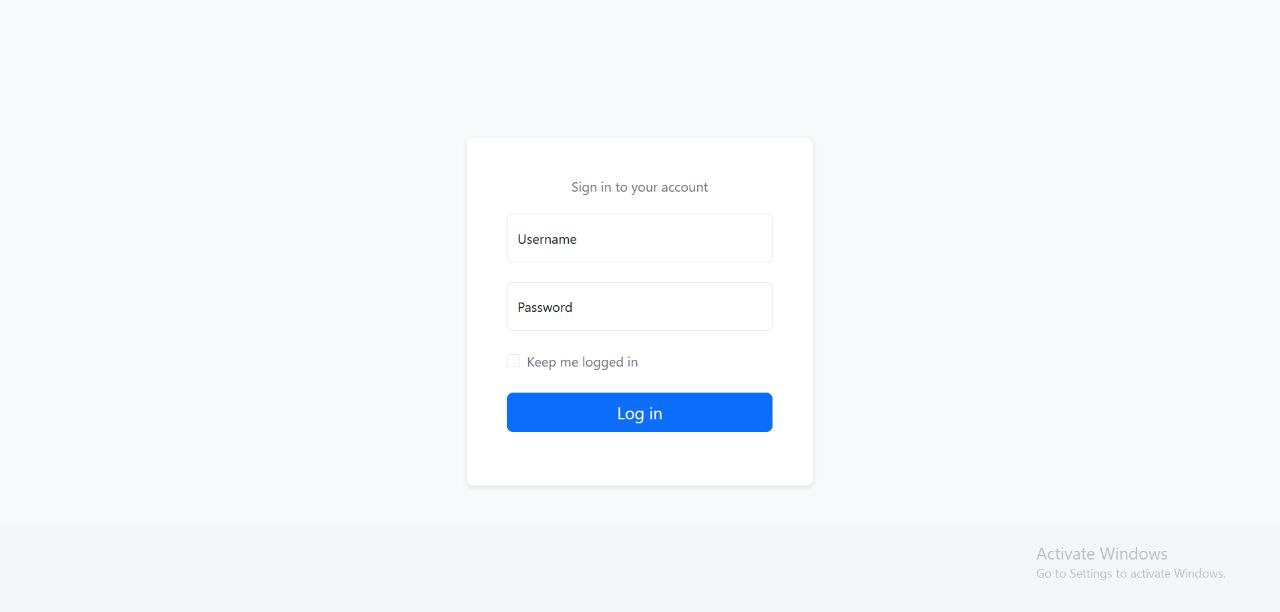 Sign in to your account
Username
Password
Keep me logged in
Log in
Activate Windows
Go to Settings to activate Windows.